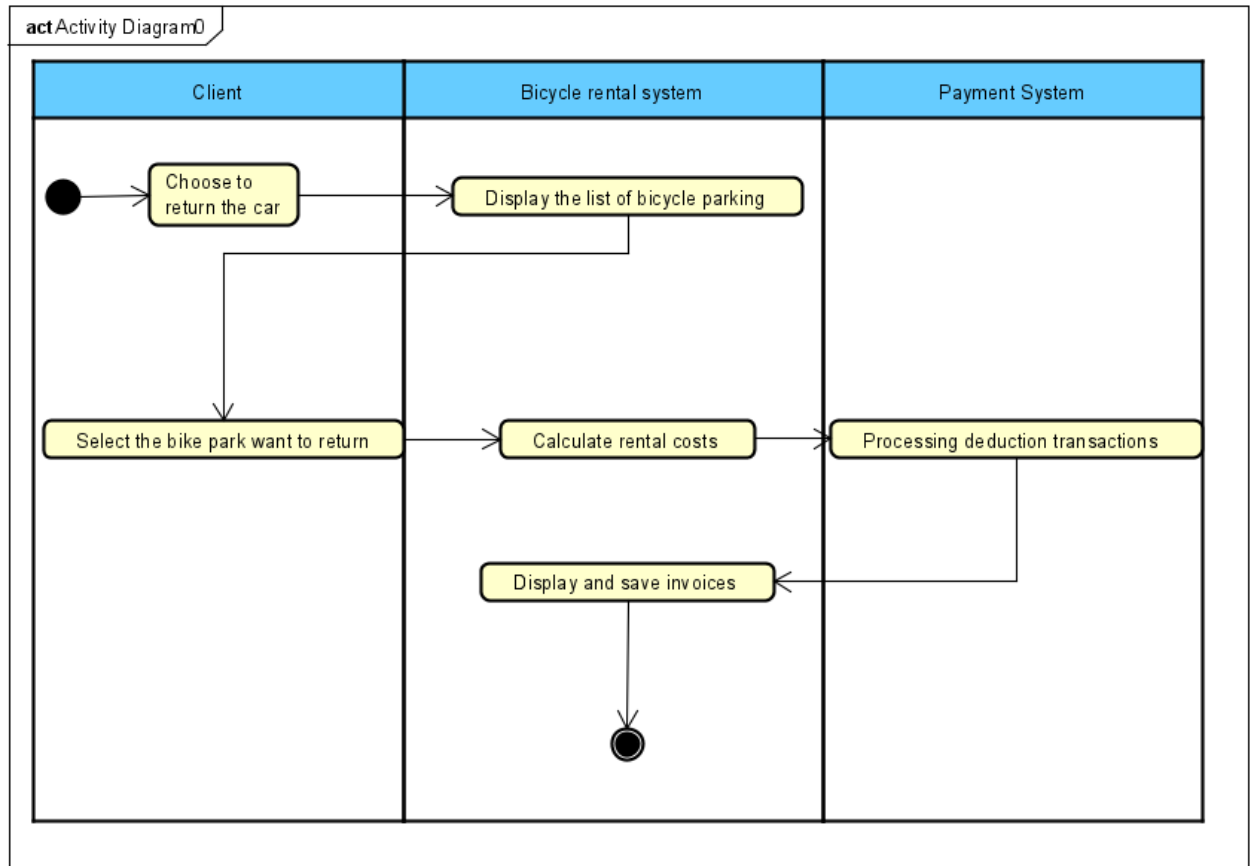 act Activity Diagram0
Client
Bicycle rental system
Payment System
Choose to
return the car
Display the list of bicycle parking
Select the bike park want to return
Calculate rental costs
Processing deduction transactions
Display and save invoices